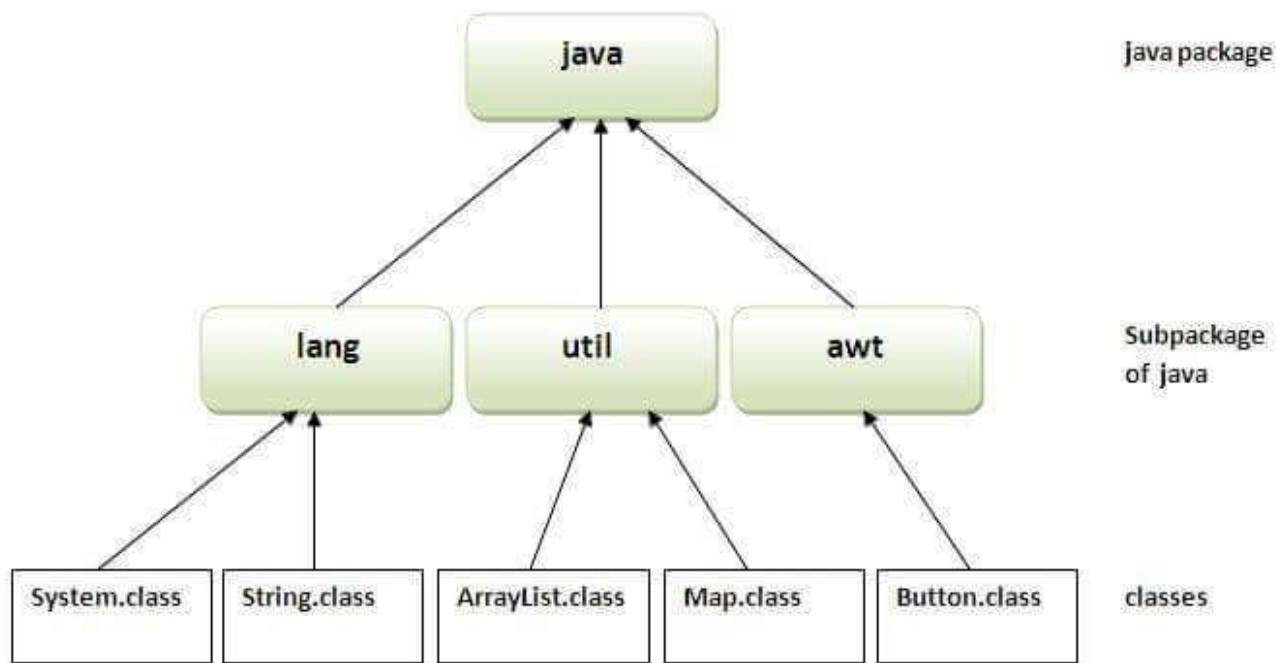 java
java package
lang
util
awt
Subpackage
of java
System.class
String.class
ArrayList.class
Map.class
Button.class
classes